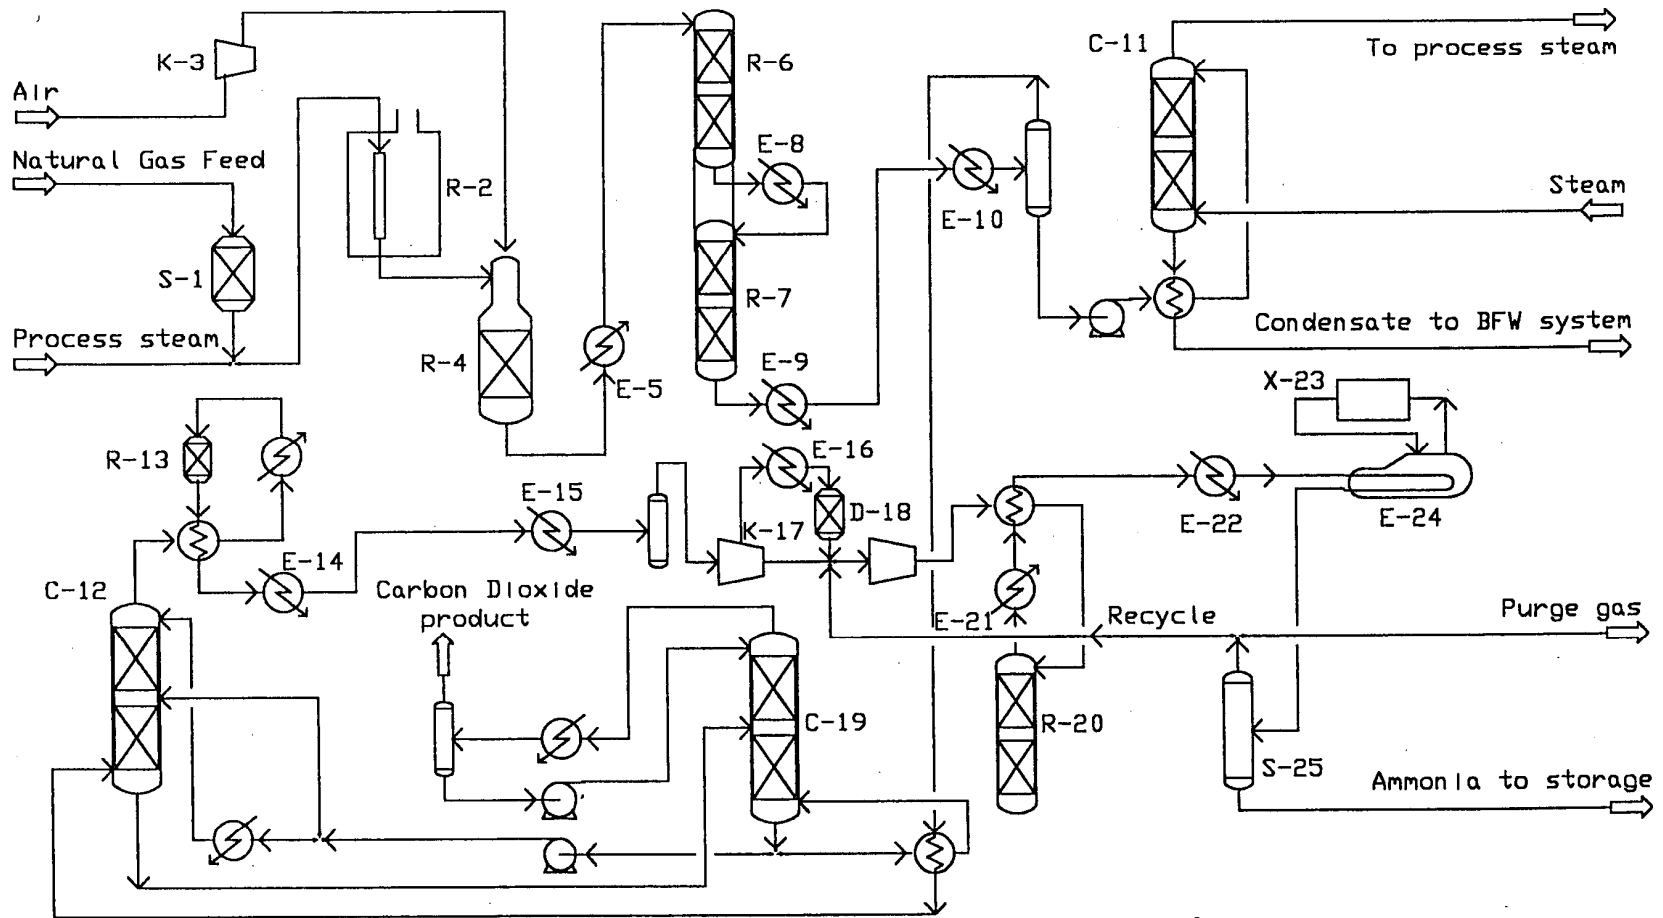 C-11
To process steam
K-3
R-6
Air
E-8
Natural Gas Feed
R-2
Steam
E-10
S-1
R-7
Process steam
Condensate to BFW system
R-4
E-5
E-9
X-23
R-13
E-16
E-15
D-18
K-17
E-22
E-24
E-14
C-12
Carbon Dioxide
product
E-21
Recycle
Purge gas
C-19
R-20
S-25
Ammonia to storage